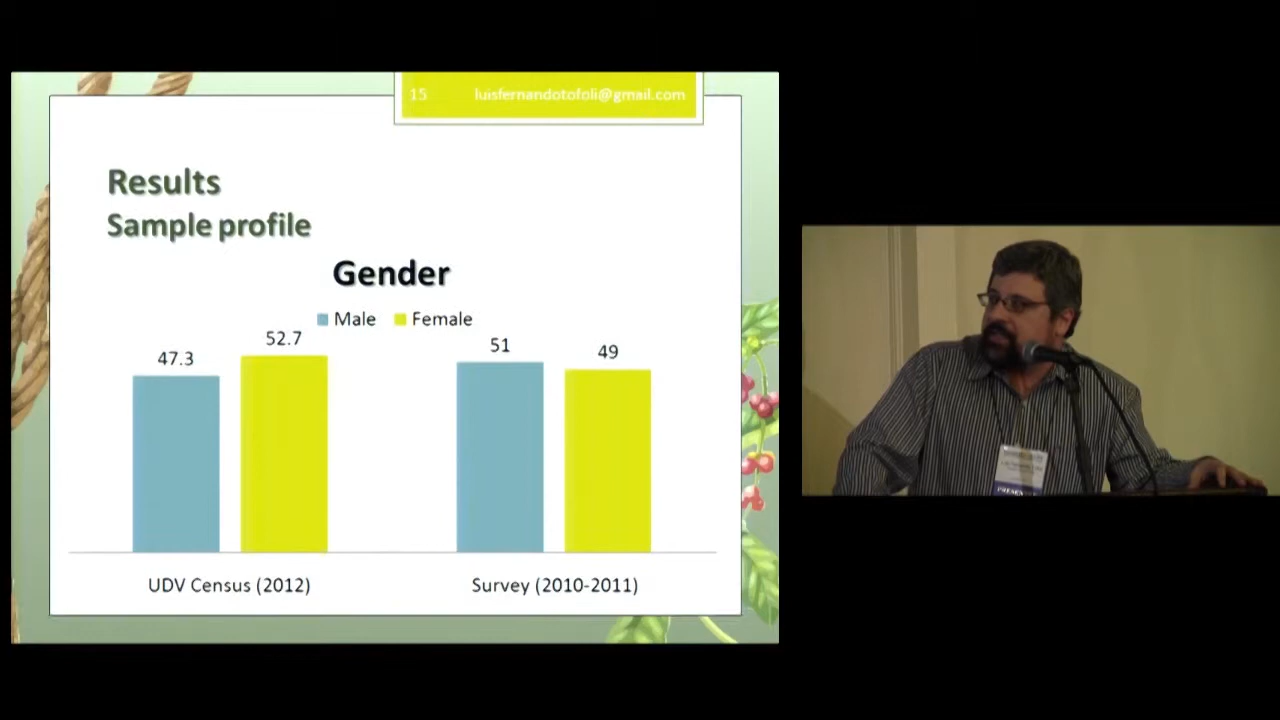 15 luisfernandotofoli@gmail.com
Results
Sample profile
Gender
Male Female
47.3 52.7 51 49
UDV Census (2012) Survey (2010-2011)